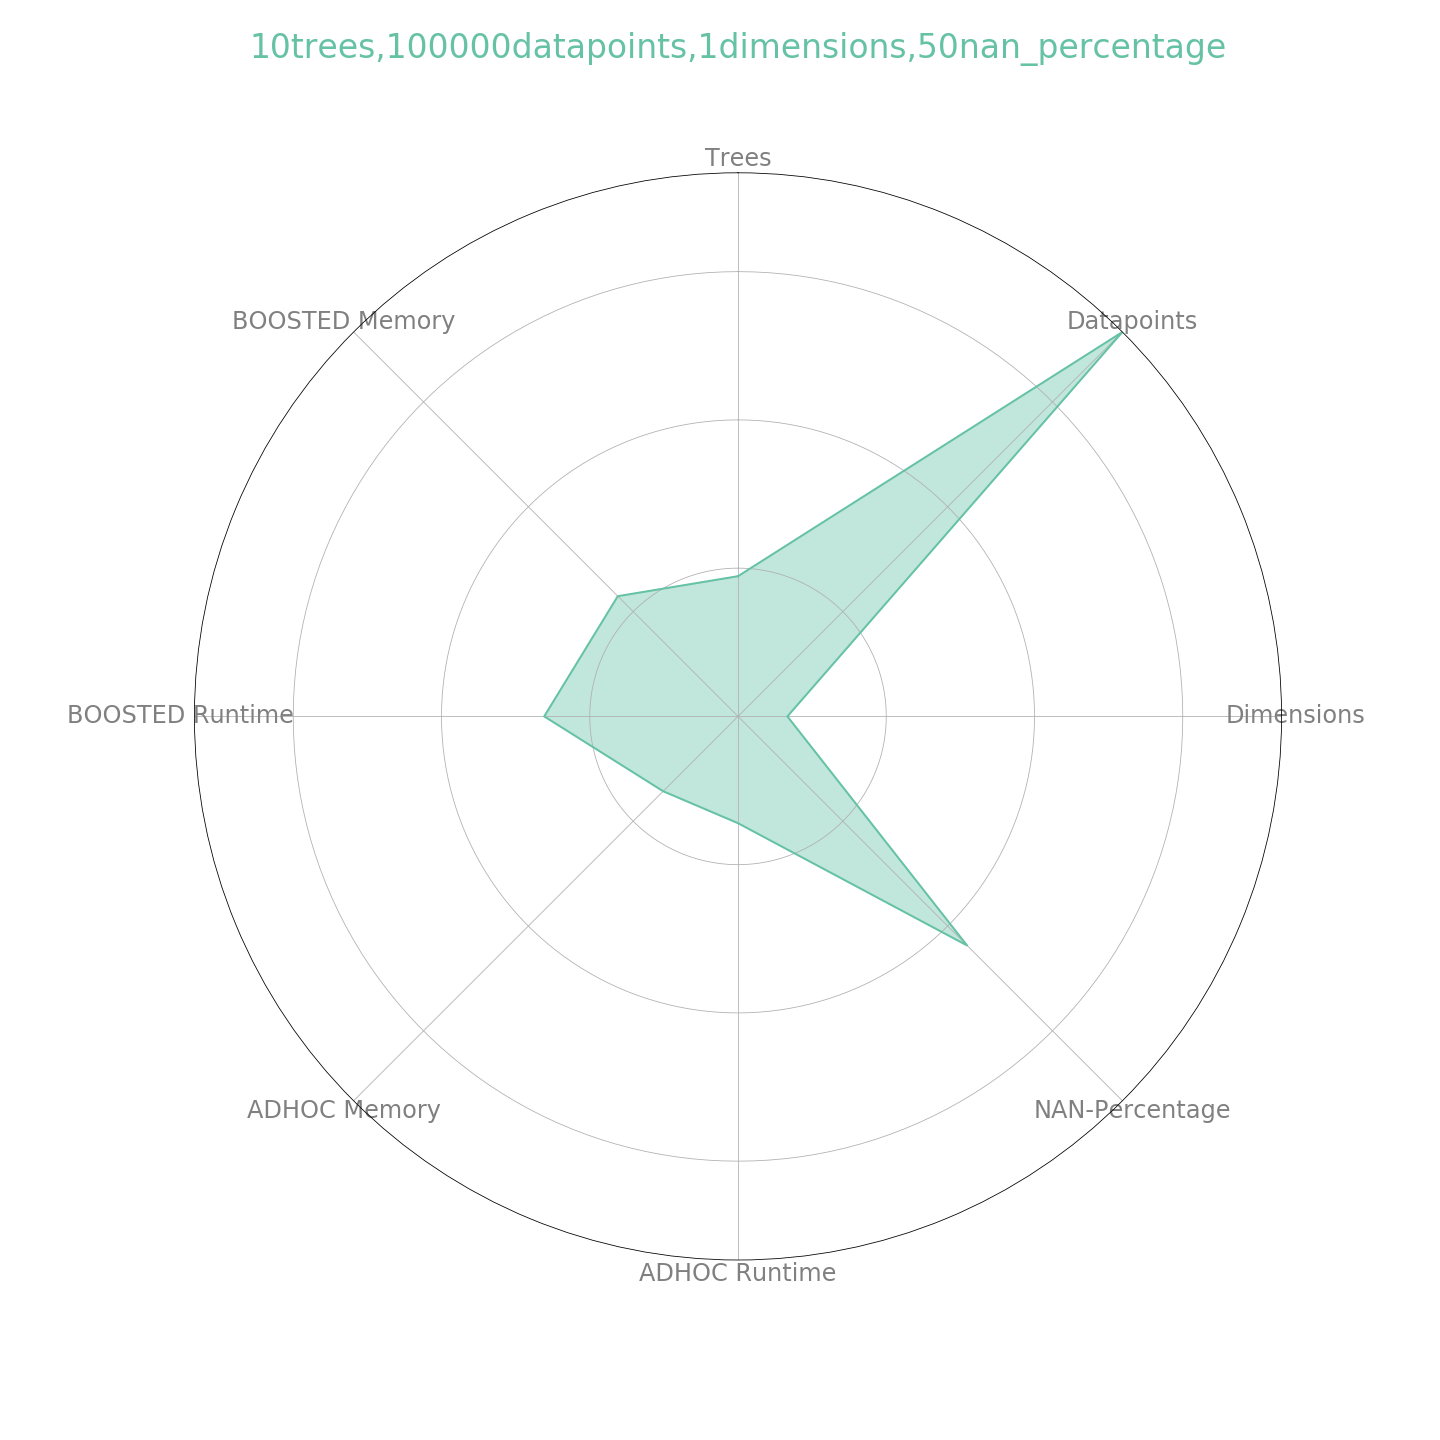 10trees,100000datapoints,1dimensions,50nan_percentage
Trees
BOOSTED Memory
Datapoints
BOOSTED Runtime
Dimensions
ADHOC Memory
NAN-Percentage
ADHOC Runtime